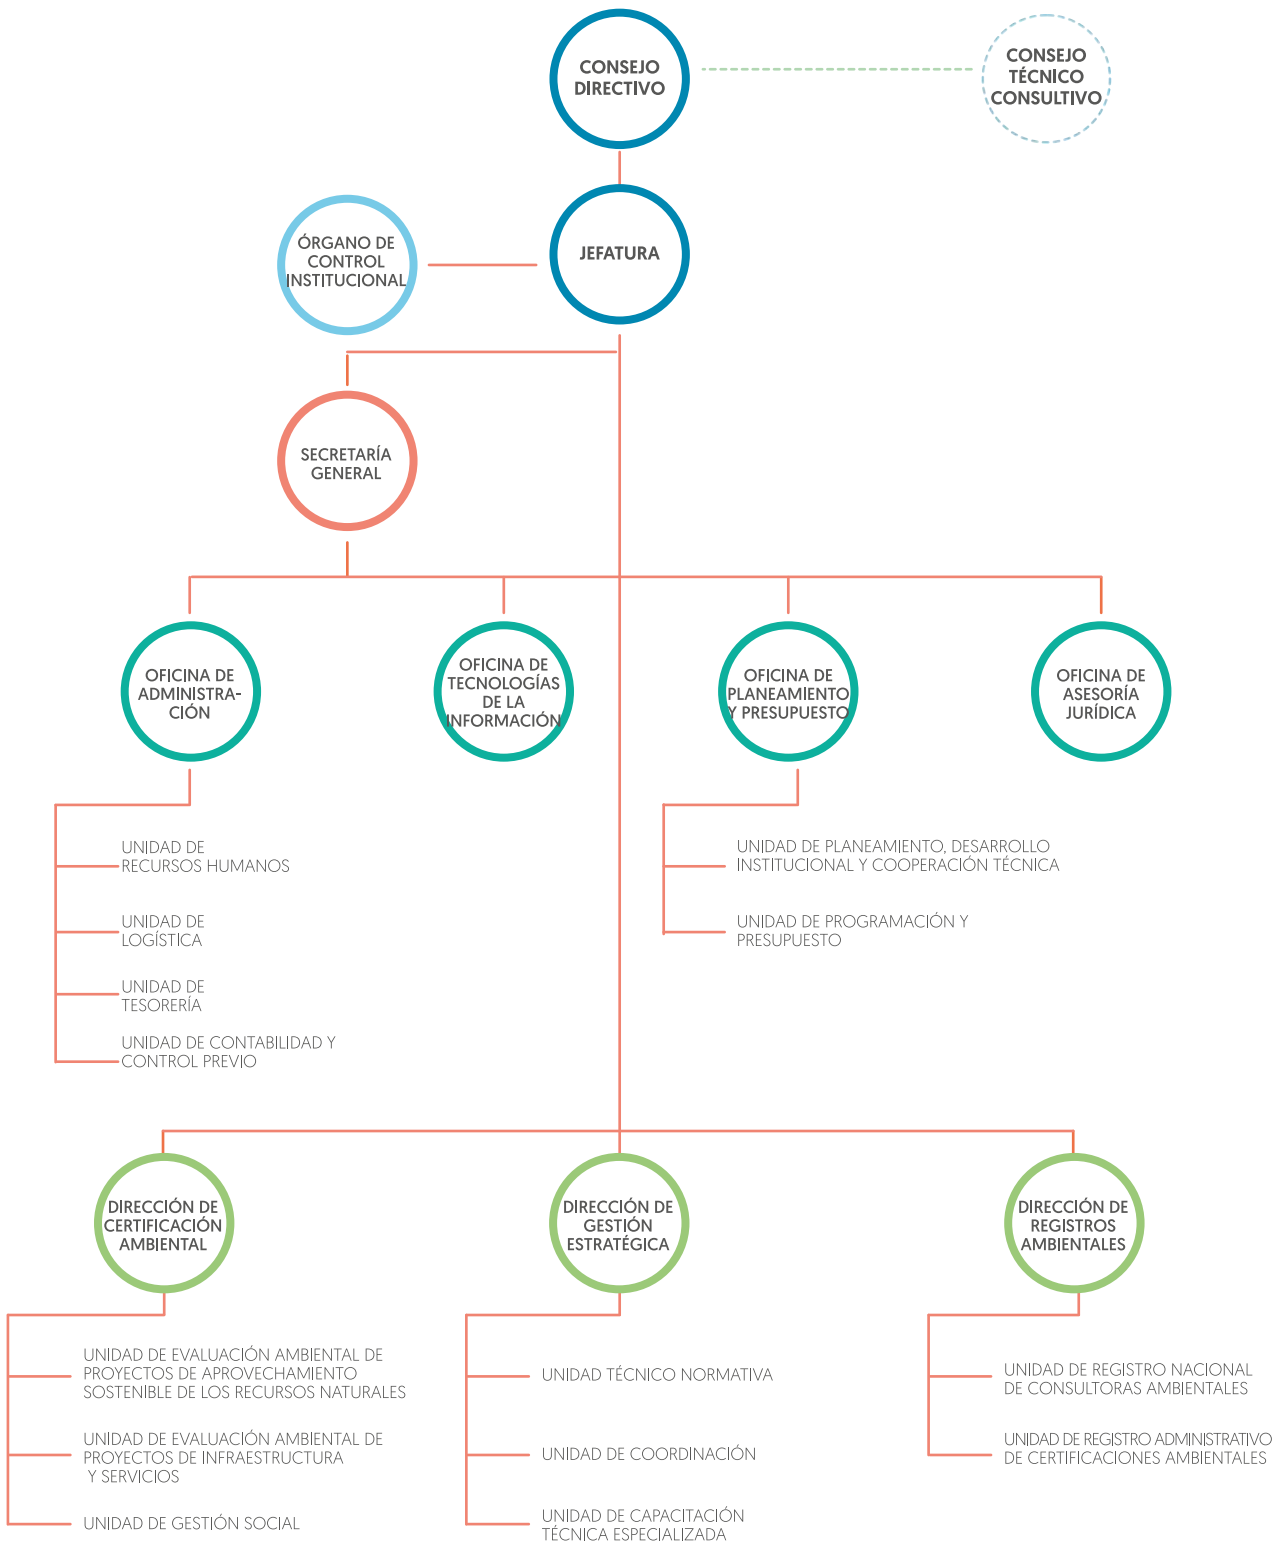 CONSEJO
DIRECTIVO
CONSEJO
TÉCNICO
CONSULTIVO
ÓRGANO DE
CONTROL
INSTITUCIONAL
JEFATURA
SECRETARÍA
GENERAL
OFICINA DE
ADMINISTRA-
CIÓN
OFICINA DE
TECNOLOGÍAS
DE LA
INFORMACIÓN
OFICINA DE
PLANEAMIENTO
Y PRESUPUESTO
OFICINA DE
ASESORÍA
JURÍDICA
UNIDAD DE
RECURSOS HUMANOS
UNIDAD DE
LOGÍSTICA
UNIDAD DE
TESORERÍA
UNIDAD DE CONTABILIDAD Y
CONTROL PREVIO
UNIDAD DE PLANEAMIENTO, DESARROLLO
INSTITUCIONAL Y COOPERACIÓN TÉCNICA
UNIDAD DE PROGRAMACIÓN Y
PRESUPUESTO
DIRECCIÓN DE
CERTIFICACIÓN
AMBIENTAL
DIRECCIÓN DE
GESTIÓN
ESTRATÉGICA
DIRECCIÓN DE
REGISTROS
AMBIENTALES
UNIDAD DE EVALUACIÓN AMBIENTAL DE
PROYECTOS DE APROVECHAMIENTO
SOSTENIBLE DE LOS RECURSOS NATURALES
UNIDAD DE EVALUACIÓN AMBIENTAL DE
PROYECTOS DE INFRAESTRUCTURA
Y SERVICIOS
UNIDAD DE GESTIÓN SOCIAL
UNIDAD TÉCNICO NORMATIVA
UNIDAD DE COORDINACIÓN
UNIDAD DE CAPACITACIÓN
TÉCNICA ESPECIALIZADA
UNIDAD DE REGISTRO NACIONAL
DE CONSULTORAS AMBIENTALES
UNIDAD DE REGISTRO ADMINISTRATIVO
DE CERTIFICACIONES AMBIENTALES